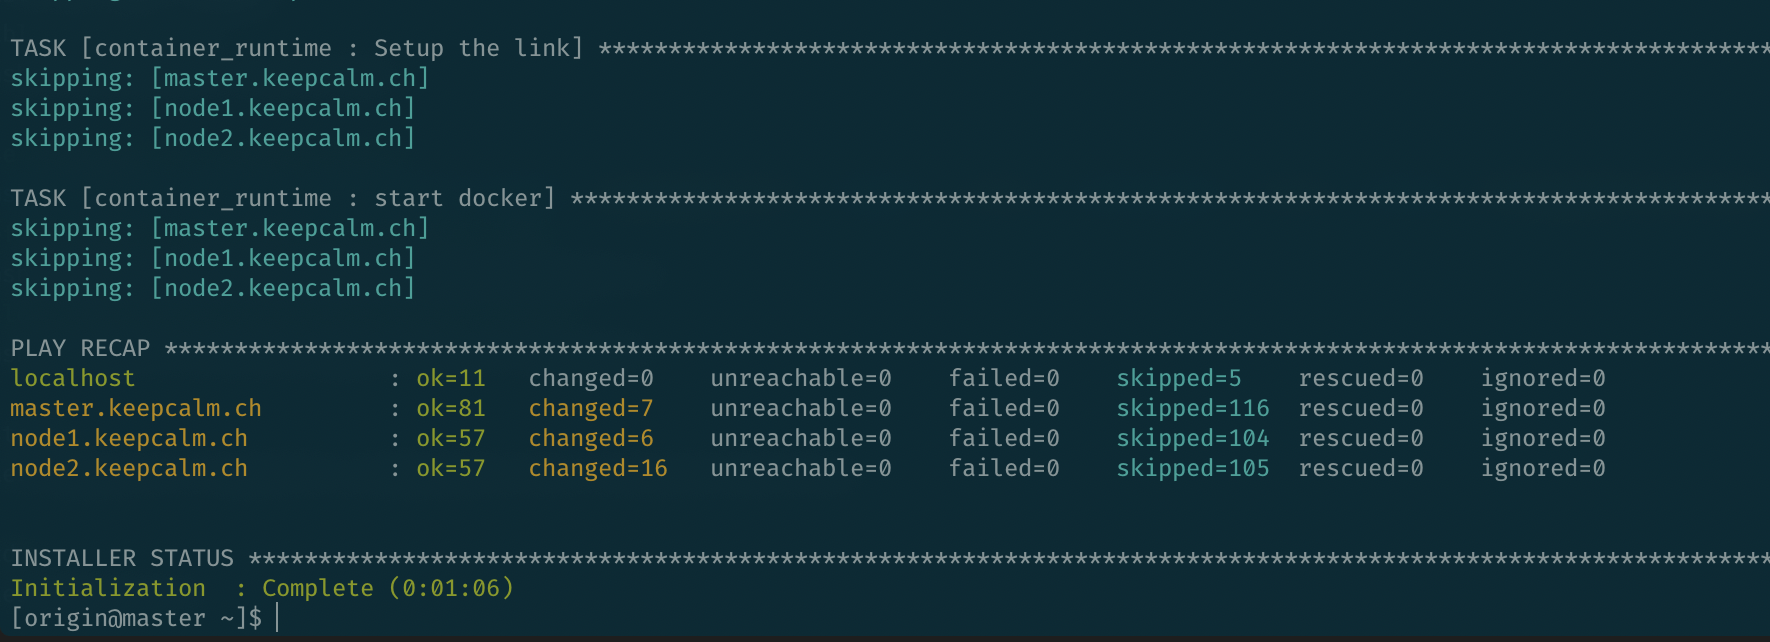 TASK [container_runtime : Setup the link] ***********************************************************************************
skipping: [master.keepcalm.ch]
skipping: [node1.keepcalm.ch]
skipping: [node2.keepcalm.ch]
TASK [container_runtime : start docker] *************************************************************************************
skipping: [master.keepcalm.ch]
skipping: [node1.keepcalm.ch]
skipping: [node2.keepcalm.ch]
PLAY RECAP ******************************************************************************************************************
localhost                  : ok=11   changed=0    unreachable=0    failed=0    skipped=5    rescued=0    ignored=0
master.keepcalm.ch         : ok=81   changed=7    unreachable=0    failed=0    skipped=116  rescued=0    ignored=0
node1.keepcalm.ch          : ok=57   changed=6    unreachable=0    failed=0    skipped=104  rescued=0    ignored=0
node2.keepcalm.ch          : ok=57   changed=16   unreachable=0    failed=0    skipped=105  rescued=0    ignored=0
INSTALLER STATUS ************************************************************************************************************
Initialization  : Complete (0:01:06)
[origin@master ~]$